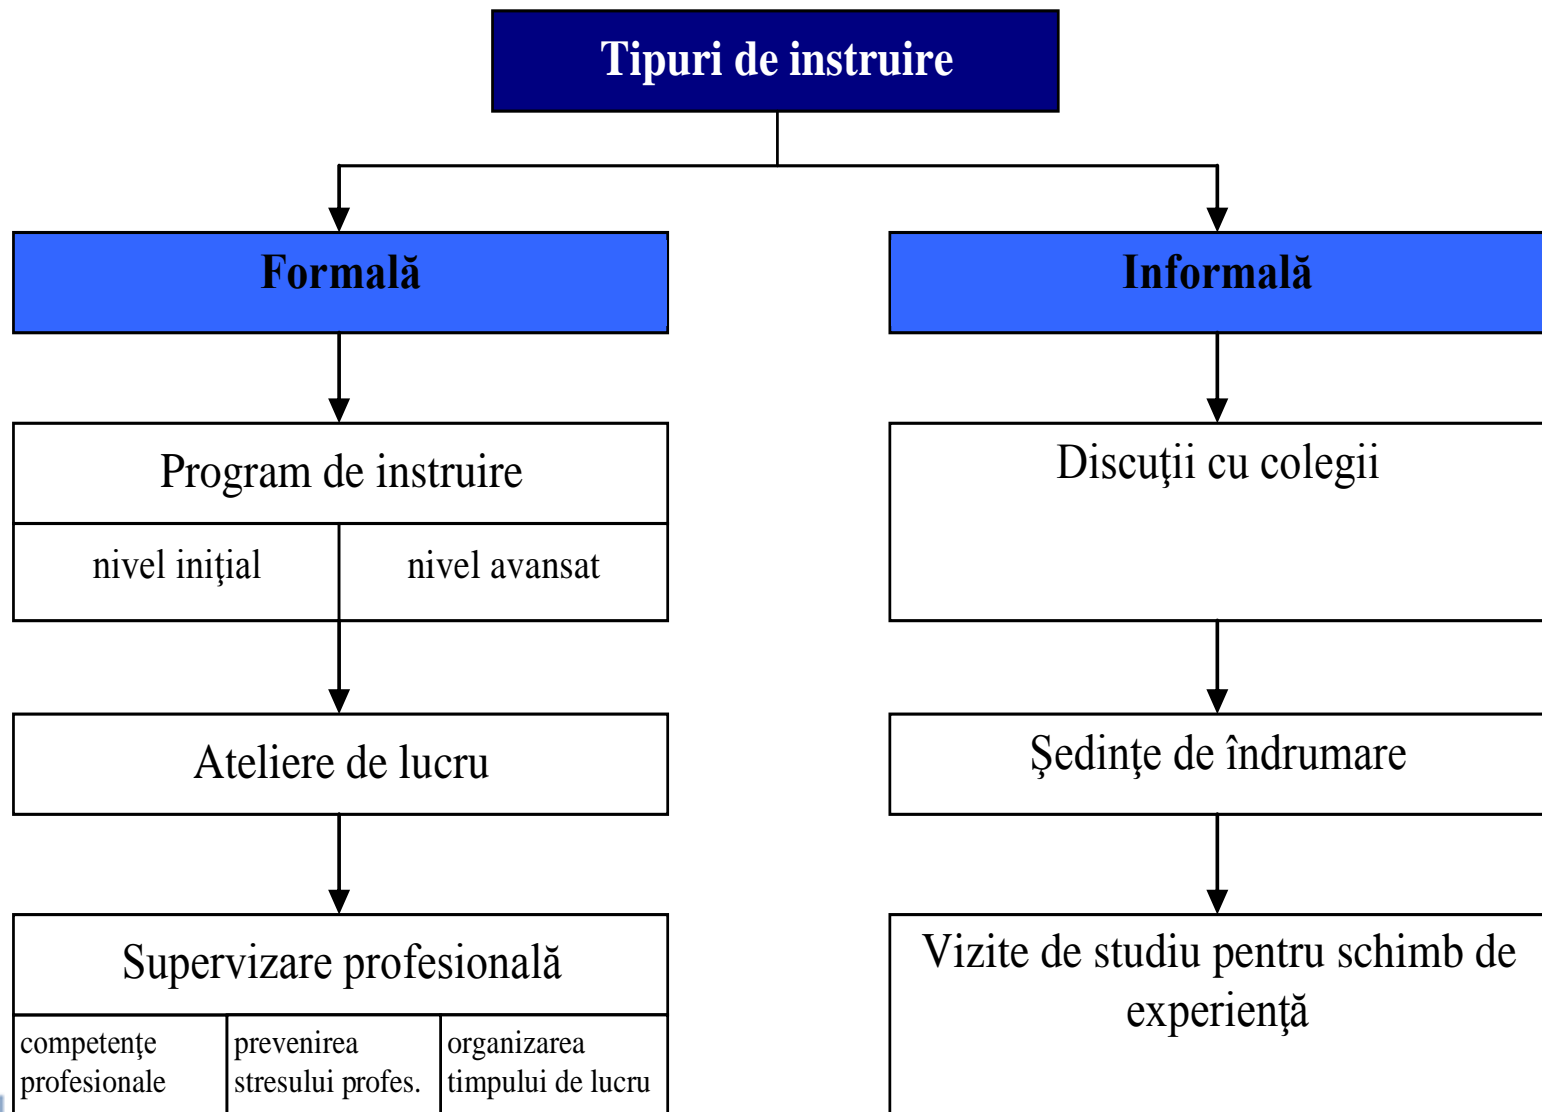 Tipuri de instruire
Formală
Informală
Program de instruire
nivel iniţial
nivel avansat
Discuţii cu colegii
Ateliere de lucru
Şedinţe de îndrumare
Supervizare profesională
competenţe
profesionale
prevenirea
stresului profes.
organizarea
timpului de lucru
Vizite de studiu pentru schimb de
experienţă